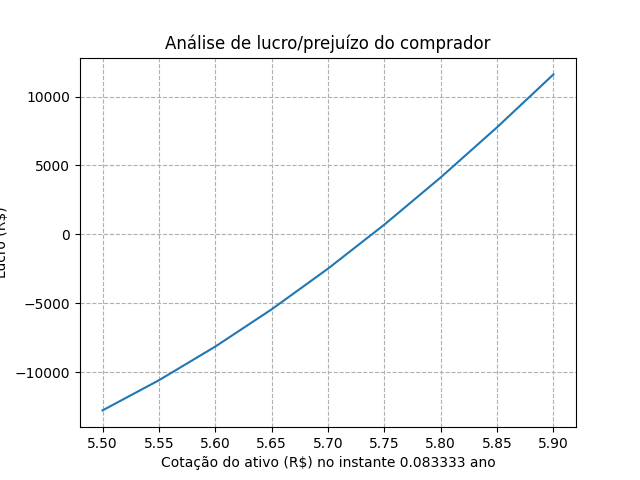 Análise de lucro/prejuízo do comprador
10000
5000
0
−5000
−10000
Lucro (R$)
5.50 5.55 5.60 5.65 5.70 5.75 5.80 5.85 5.90
Cotação do ativo (R$) no instante 0.083333 ano